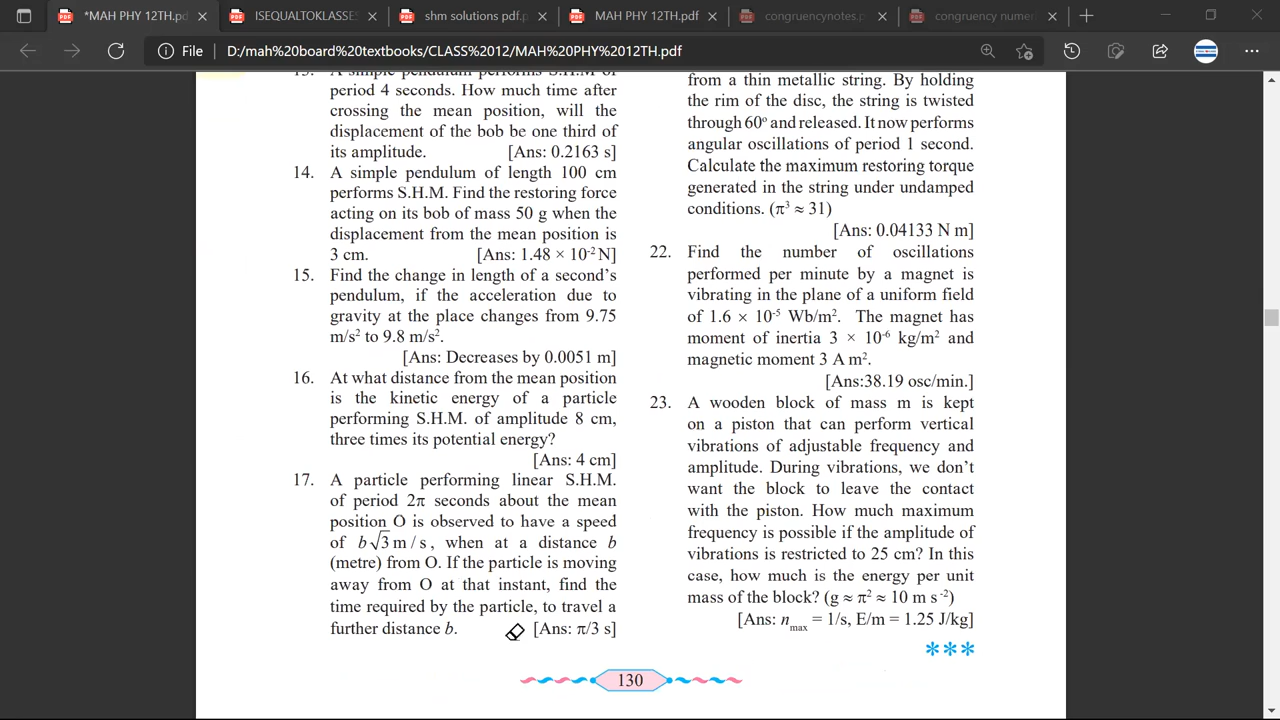 *MAH PHY 12TH.pd
ISEQUALTOKLASSES
shm solutions pdf.p
MAH PHY 12TH.pdf
congruencynotes.p
congruency nume
File
D:/mah%20board%20textbooks/CLASS%2012/MAH%20PHY%2012TH.pdf
13. A simple pendulum performs S.H.M of
period 4 seconds. How much time after
crossing the mean position, will the
displacement of the bob be one third of
its amplitude. [Ans: 0.2163 s]
14. A simple pendulum of length 100 cm
performs S.H.M. Find the restoring force
acting on its bob of mass 50 g when the
displacement from the mean position is
3 cm. [Ans: 1.48 × 10⁻² N]
15. Find the change in length of a second's
pendulum, if the acceleration due to
gravity at the place changes from 9.75
m/s² to 9.8 m/s².
[Ans: Decreases by 0.0051 m]
16. At what distance from the mean position
is the kinetic energy of a particle
performing S.H.M. of amplitude 8 cm,
three times its potential energy?
[Ans: 4 cm]
17. A particle performing linear S.H.M.
of period 2π seconds about the mean
position O is observed to have a speed
of b√3 m / s, when at a distance b
(metre) from O. If the particle is moving
away from O at that instant, find the
time required by the particle, to travel a
further distance b. [Ans: π/3 s]
from a thin metallic string. By holding
the rim of the disc, the string is twisted
through 60º and released. It now performs
angular oscillations of period 1 second.
Calculate the maximum restoring torque
generated in the string under undamped
conditions. (π³ ≈ 31)
[Ans: 0.04133 N m]
22. Find the number of oscillations
performed per minute by a magnet is
vibrating in the plane of a uniform field
of 1.6 × 10⁻⁵ Wb/m². The magnet has
moment of inertia 3 × 10⁻⁶ kg/m² and
magnetic moment 3 A m².
[Ans:38.19 osc/min.]
23. A wooden block of mass m is kept
on a piston that can perform vertical
vibrations of adjustable frequency and
amplitude. During vibrations, we don't
want the block to leave the contact
with the piston. How much maximum
frequency is possible if the amplitude of
vibrations is restricted to 25 cm? In this
case, how much is the energy per unit
mass of the block? (g ≈ π² ≈ 10 m s⁻²)
[Ans: nₘₐₓ = 1/s, E/m = 1.25 J/kg]
***
130